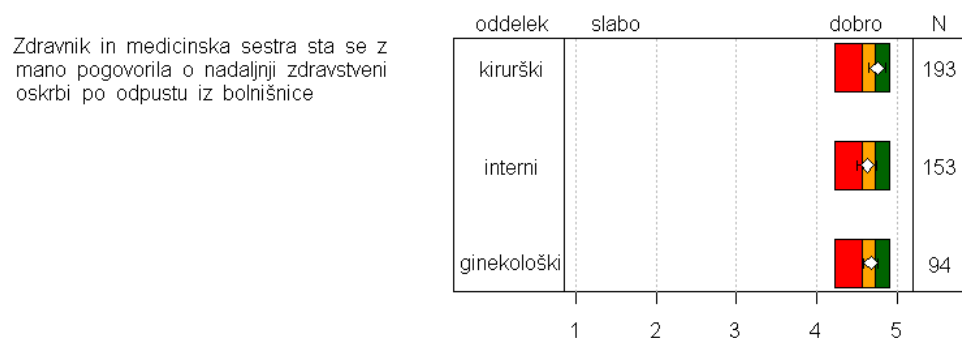 Zdravnik in medicinska sestra sta se z
mano pogovorila o nadaljnji zdravstveni
oskrbi po odpustu iz bolnišnice
oddelek slabo dobro N
kirurški 193
interni 153
ginekološki 94
1 2 3 4 5